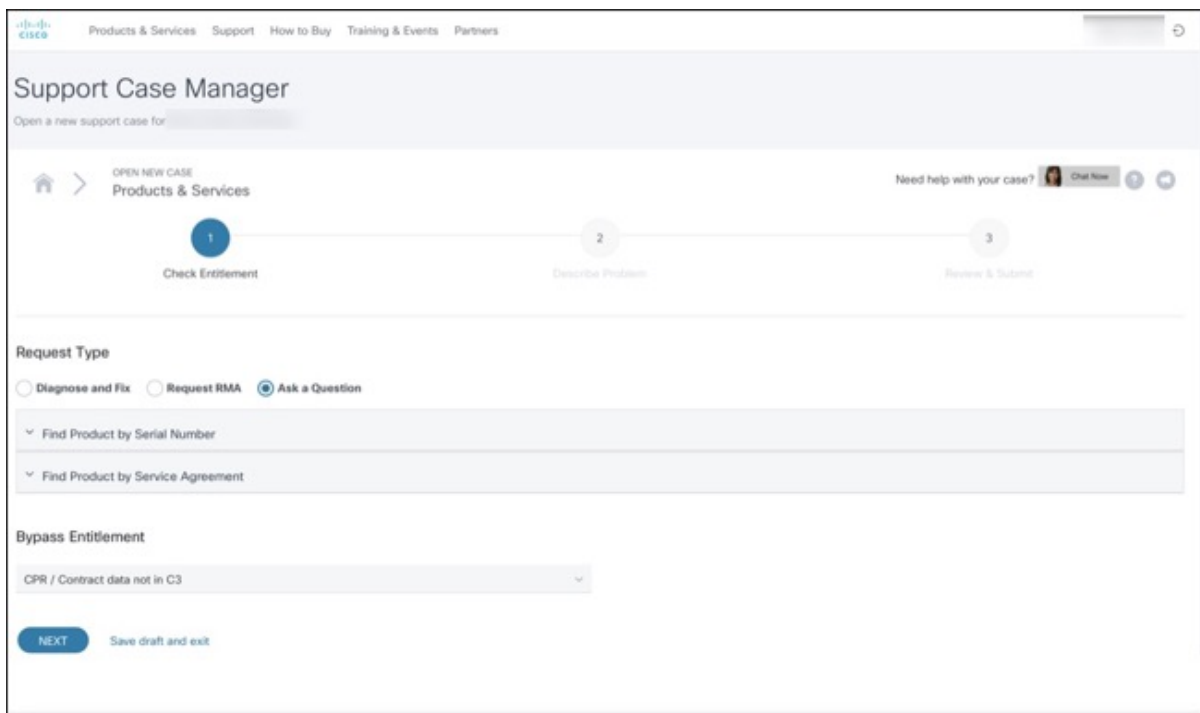 CISCO
Products & Services Support How to Buy Training & Events Partners
Support Case Manager
Open a new support case for
OPEN NEW CASE
Products & Services
Need help with your case? Chat Now ?
1 2 3
Check Entitlement Describe Problem Review & Submit
Request Type
Diagnose and Fix Request RMA Ask a Question
Find Product by Serial Number
Find Product by Service Agreement
Bypass Entitlement
CPR / Contract data not in C3
NEXT Save draft and exit